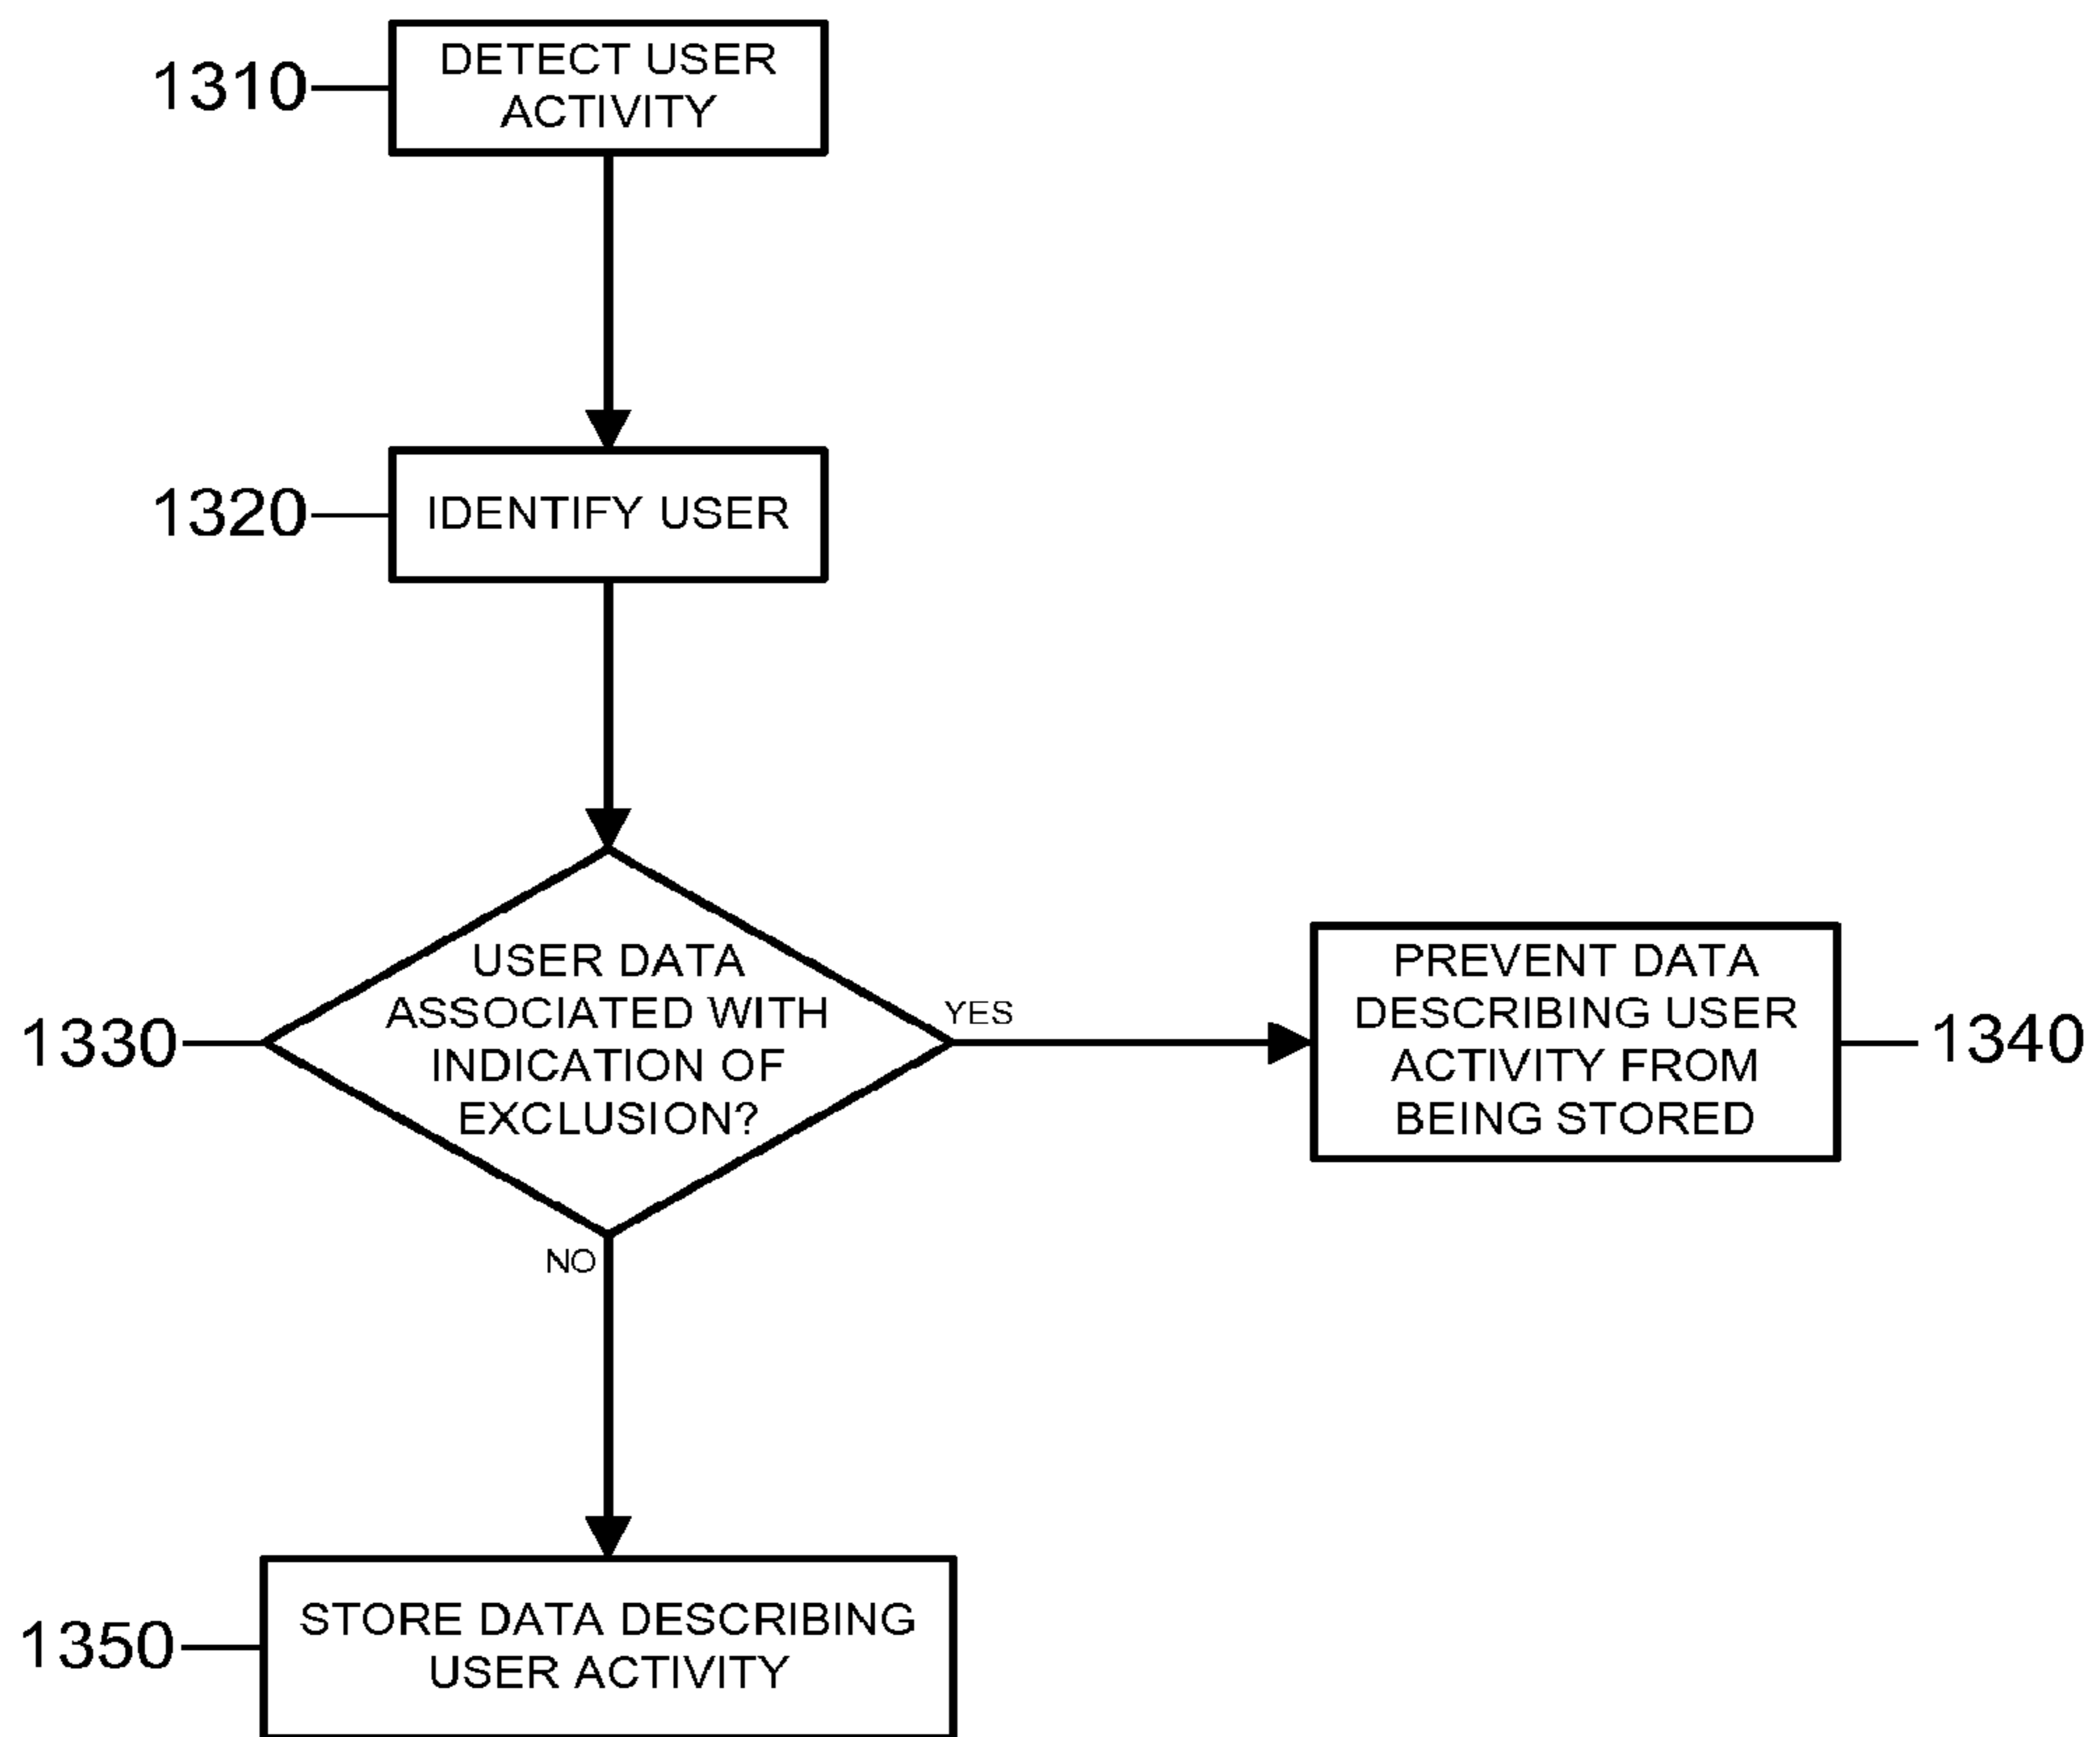 1310
DETECT USER
ACTIVITY
1320
IDENTIFY USER
1330
USER DATA
ASSOCIATED WITH
INDICATION OF
EXCLUSION?
YES
PREVENT DATA
DESCRIBING USER
ACTIVITY FROM
BEING STORED
1340
NO
1350
STORE DATA DESCRIBING
USER ACTIVITY